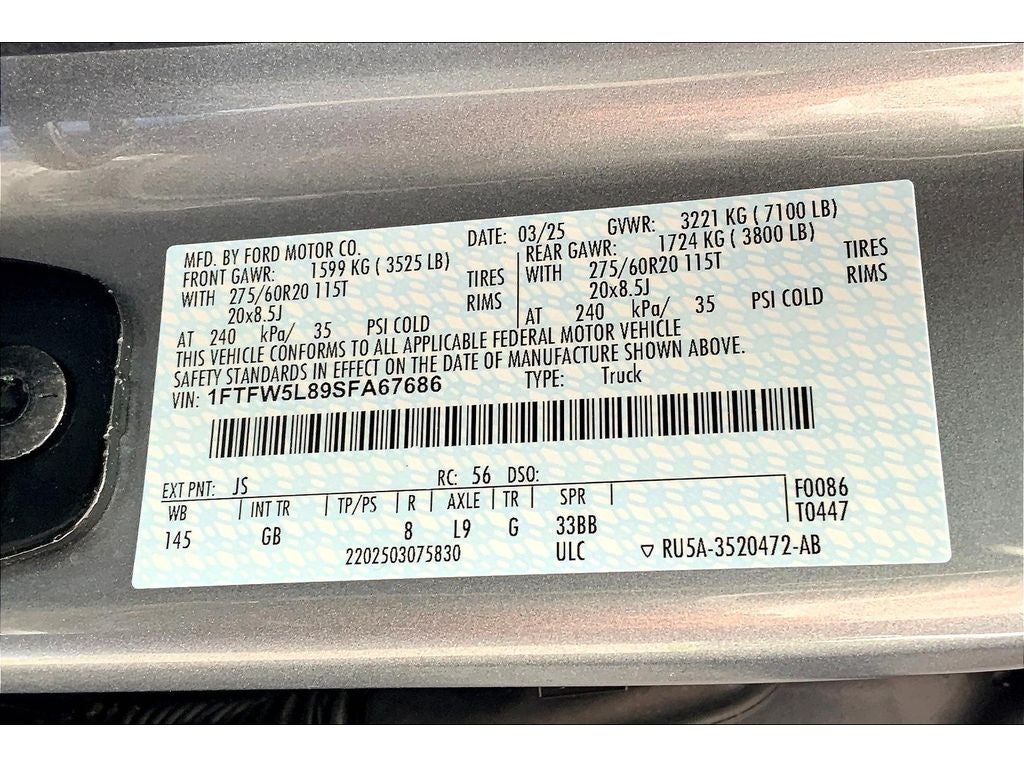 MFD. BY FORD MOTOR CO. DATE: 03/25 GVWR: 3221 KG ( 7100 LB)
FRONT GAWR: 1599 KG ( 3525 LB) REAR GAWR: 1724 KG ( 3800 LB)
WITH 275/60R20 115T TIRES WITH 275/60R20 115T TIRES
20x8.5J RIMS 20x8.5J RIMS
AT 240 kPa/ 35 PSI COLD AT 240 kPa/ 35 PSI COLD
THIS VEHICLE CONFORMS TO ALL APPLICABLE FEDERAL MOTOR VEHICLE
SAFETY STANDARDS IN EFFECT ON THE DATE OF MANUFACTURE SHOWN ABOVE.
VIN: 1FTFW5L89SFA67686 TYPE: Truck
EXT PNT: JS RC: 56 DSO:
WB INT TR TP/PS R AXLE TR SPR F0086
145 GB 8 L9 G 33BB T0447
2202503075830 ULC ▽ RU5A-3520472-AB